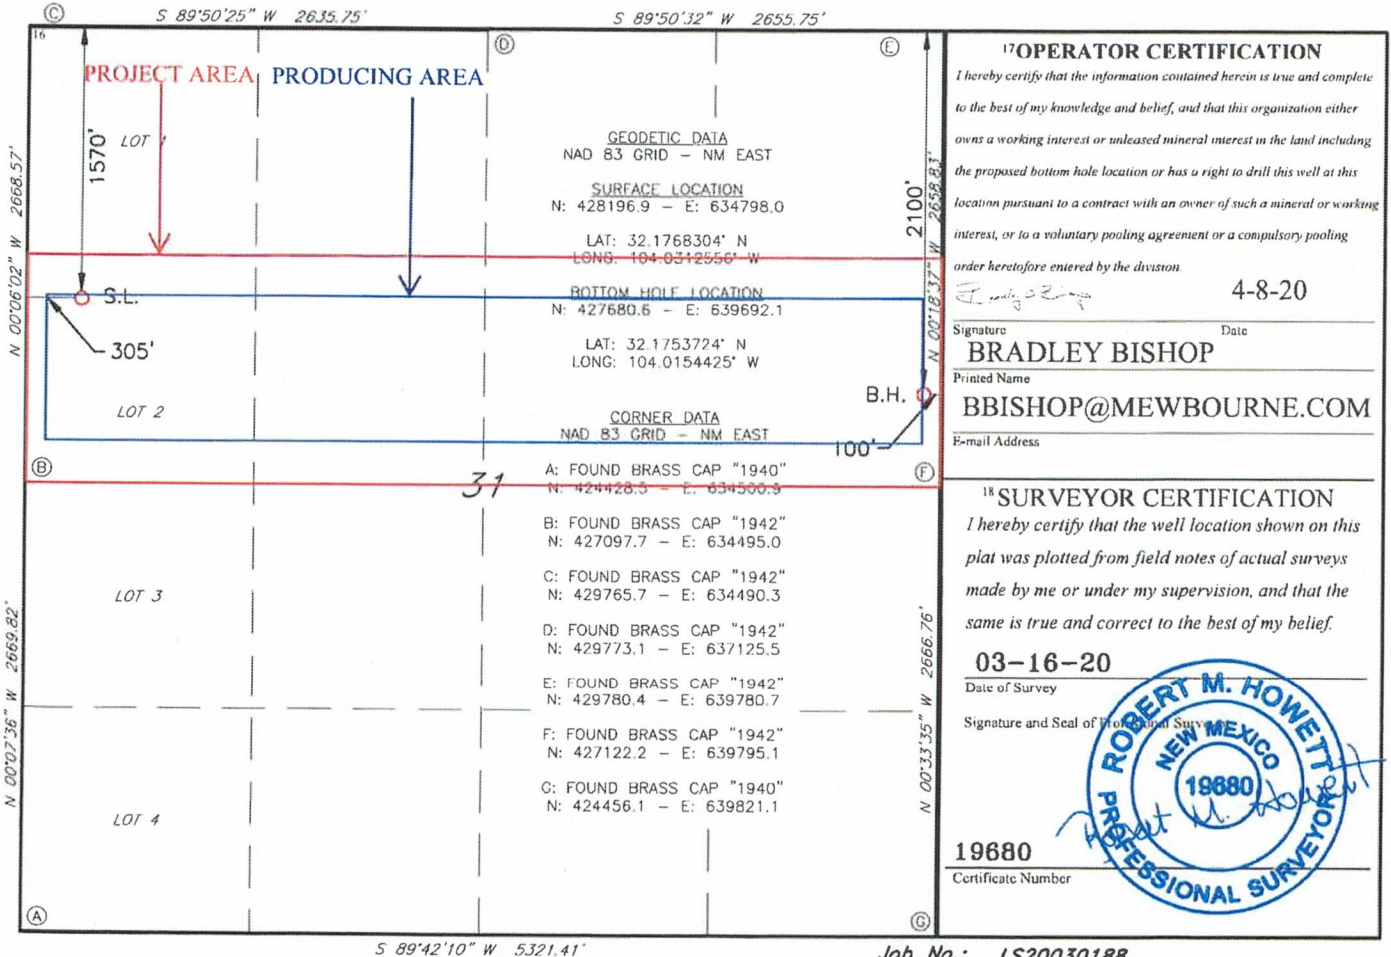 S 89°50'25" W 2635.75'
S 89°50'32" W 2655.75'
C
D
E
16
PROJECT AREA
PRODUCING AREA
LOT 1
1570'
N 00°06'02" W 2668.57'
GEODETIC DATA
NAD 83 GRID – NM EAST
SURFACE LOCATION
N: 428196.9 – E: 634798.0
LAT: 32.1768304° N
LONG: 104.0312556° W
BOTTOM HOLE LOCATION
N: 427680.6 – E: 639692.1
LAT: 32.1753724° N
LONG: 104.0154425° W
2100'
N 00°18'37" W 2658.83'
S.L.
305'
LOT 2
B.H.
100'
B
F
31
CORNER DATA
NAD 83 GRID – NM EAST
A: FOUND BRASS CAP "1940"
N: 424428.5 – E: 634500.9
B: FOUND BRASS CAP "1942"
N: 427097.7 – E: 634495.0
C: FOUND BRASS CAP "1942"
N: 429765.7 – E: 634490.3
D: FOUND BRASS CAP "1942"
N: 429773.1 – E: 637125.5
E: FOUND BRASS CAP "1942"
N: 429780.4 – E: 639780.7
F: FOUND BRASS CAP "1942"
N: 427122.2 – E: 639795.1
G: FOUND BRASS CAP "1940"
N: 424456.1 – E: 639821.1
LOT 3
LOT 4
N 00°07'36" W 2669.82'
N 00°33'35" W 2666.76'
A
G
S 89°42'10" W 5321.41'
17 OPERATOR CERTIFICATION
I hereby certify that the information contained herein is true and complete
to the best of my knowledge and belief, and that this organization either
owns a working interest or unleased mineral interest in the land including
the proposed bottom hole location or has a right to drill this well at this
location pursuant to a contract with an owner of such a mineral or working
interest, or to a voluntary pooling agreement or a compulsory pooling
order heretofore entered by the division.
4-8-20
Signature Date
BRADLEY BISHOP
Printed Name
BBISHOP@MEWBOURNE.COM
E-mail Address
18 SURVEYOR CERTIFICATION
I hereby certify that the well location shown on this
plat was plotted from field notes of actual surveys
made by me or under my supervision, and that the
same is true and correct to the best of my belief.
03-16-20
Date of Survey
Signature and Seal of Professional Surveyor
ROBERT M. HOWETT
NEW MEXICO
19680
PROFESSIONAL SURVEYOR
Robert M. Howett
19680
Certificate Number
Job No.: LS20030188